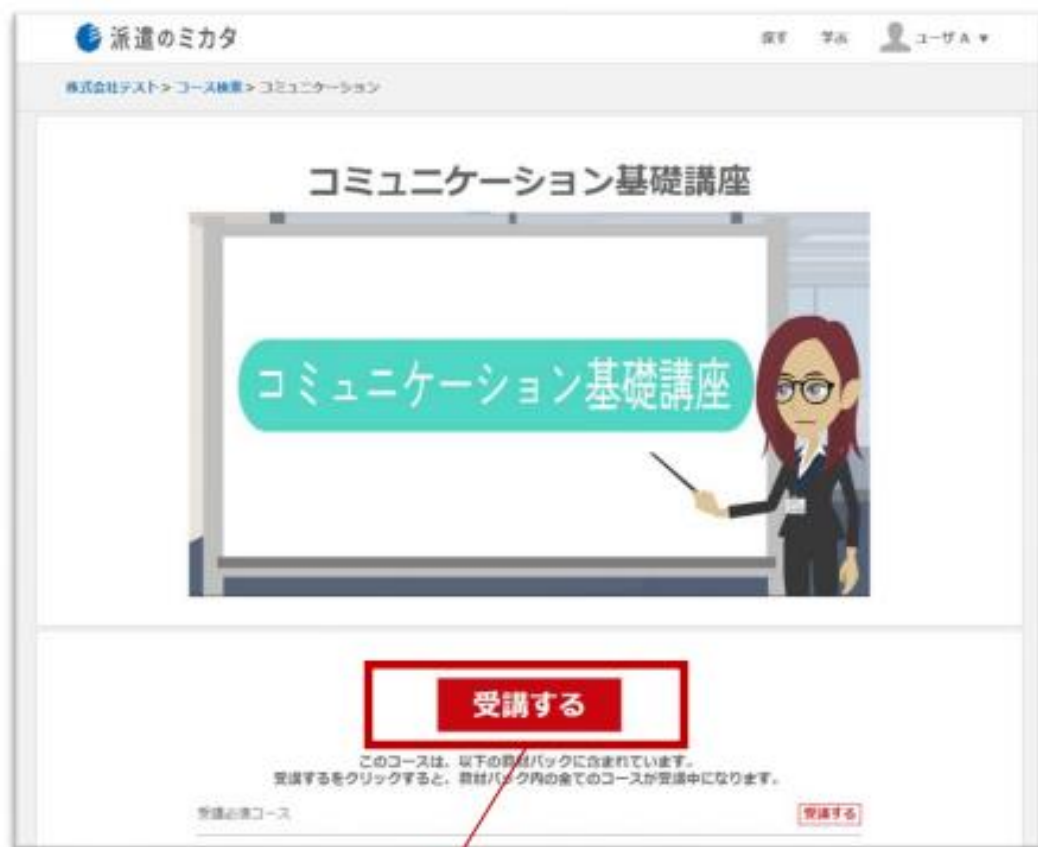 派遣のミカタ
探す 学ぶ ユーザ A ▼
株式会社テスト > コース検索 > コミュニケーション
コミュニケーション基礎講座
コミュニケーション基礎講座
受講する
このコースは、以下の教材パックに含まれています。
受講するをクリックすると、教材パック内の全てのコースが受講中になります。
受講必須コース 受講する